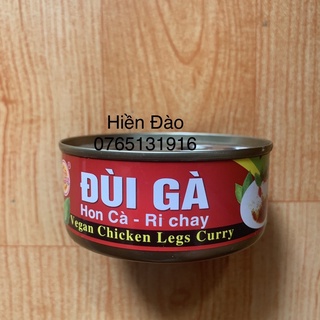 Hiền Đào
0765131916
ĐÙI GÀ
Hon Cà - Ri chay
Vegan Chicken Legs Curry